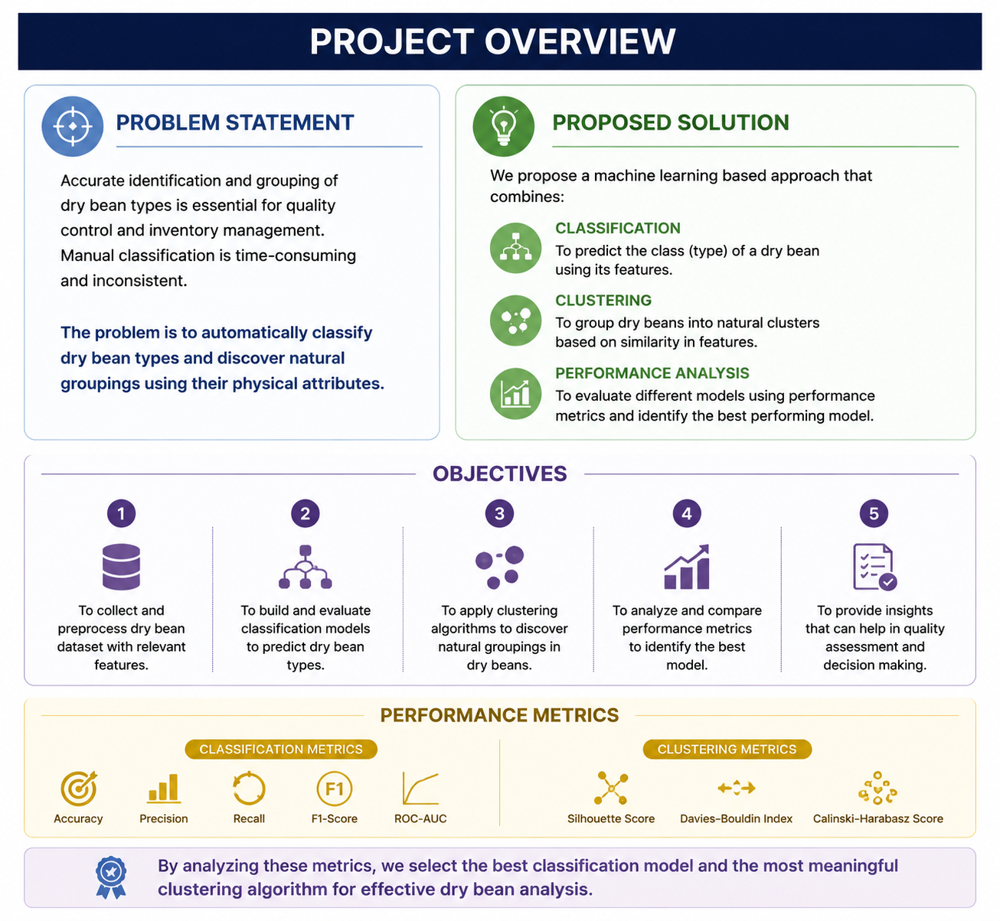 PROJECT OVERVIEW
PROBLEM STATEMENT
Accurate identification and grouping of
dry bean types is essential for quality
control and inventory management.
Manual classification is time-consuming
and inconsistent.
The problem is to automatically classify
dry bean types and discover natural
groupings using their physical attributes.
PROPOSED SOLUTION
We propose a machine learning based approach that
combines:
CLASSIFICATION
To predict the class (type) of a dry bean
using its features.
CLUSTERING
To group dry beans into natural clusters
based on similarity in features.
PERFORMANCE ANALYSIS
To evaluate different models using performance
metrics and identify the best performing model.
OBJECTIVES
1
To collect and
preprocess dry bean
dataset with relevant
features.
2
To build and evaluate
classification models
to predict dry bean
types.
3
To apply clustering
algorithms to discover
natural groupings in
dry beans.
4
To analyze and compare
performance metrics
to identify the best
model.
5
To provide insights
that can help in quality
assessment and
decision making.
PERFORMANCE METRICS
CLASSIFICATION METRICS
Accuracy
Precision
Recall
F1
F1-Score
ROC-AUC
CLUSTERING METRICS
Silhouette Score
Davies-Bouldin Index
Calinski-Harabasz Score
By analyzing these metrics, we select the best classification model and the most meaningful
clustering algorithm for effective dry bean analysis.